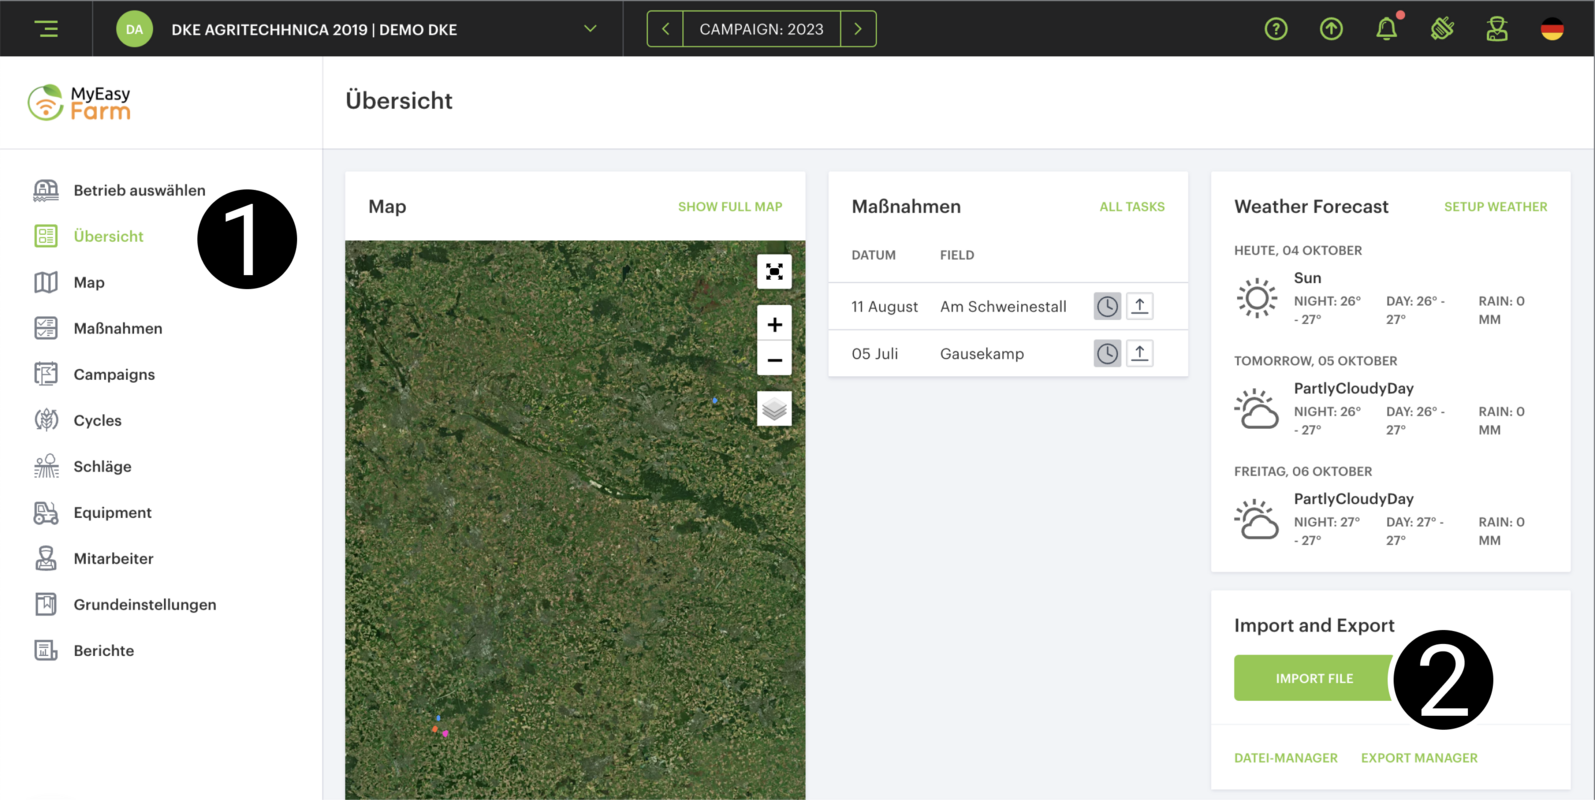 DA
DKE AGRITECHHNICA 2019 | DEMO DKE
CAMPAIGN: 2023
?
MyEasy
Farm
Übersicht
Betrieb auswählen
Übersicht
Map
Maßnahmen
Campaigns
Cycles
Schläge
Equipment
Mitarbeiter
Grundeinstellungen
Berichte
1
Map
SHOW FULL MAP
+
−
Maßnahmen
ALL TASKS
DATUM FIELD
11 August Am Schweinestall
05 Juli Gausekamp
Weather Forecast
SETUP WEATHER
HEUTE, 04 OKTOBER
Sun
NIGHT: 26° DAY: 26° - RAIN: 0
- 27° 27° MM
TOMORROW, 05 OKTOBER
PartlyCloudyDay
NIGHT: 26° DAY: 26° - RAIN: 0
- 27° 27° MM
FREITAG, 06 OKTOBER
PartlyCloudyDay
NIGHT: 27° DAY: 27° - RAIN: 0
- 27° 27° MM
Import and Export
IMPORT FILE
2
DATEI-MANAGER EXPORT MANAGER